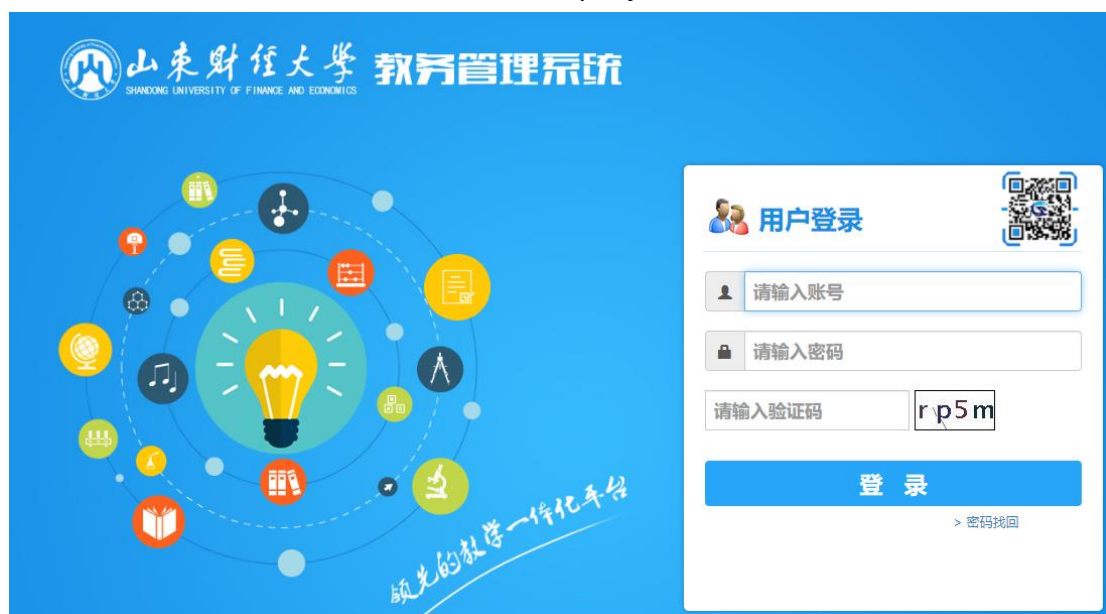 山东财经大学 教务管理系统
SHANDONG UNIVERSITY OF FINANCE AND ECONOMICS
用户登录
请输入账号
请输入密码
请输入验证码 rp5m
登 录
> 密码找回
领先的教学一体化平台